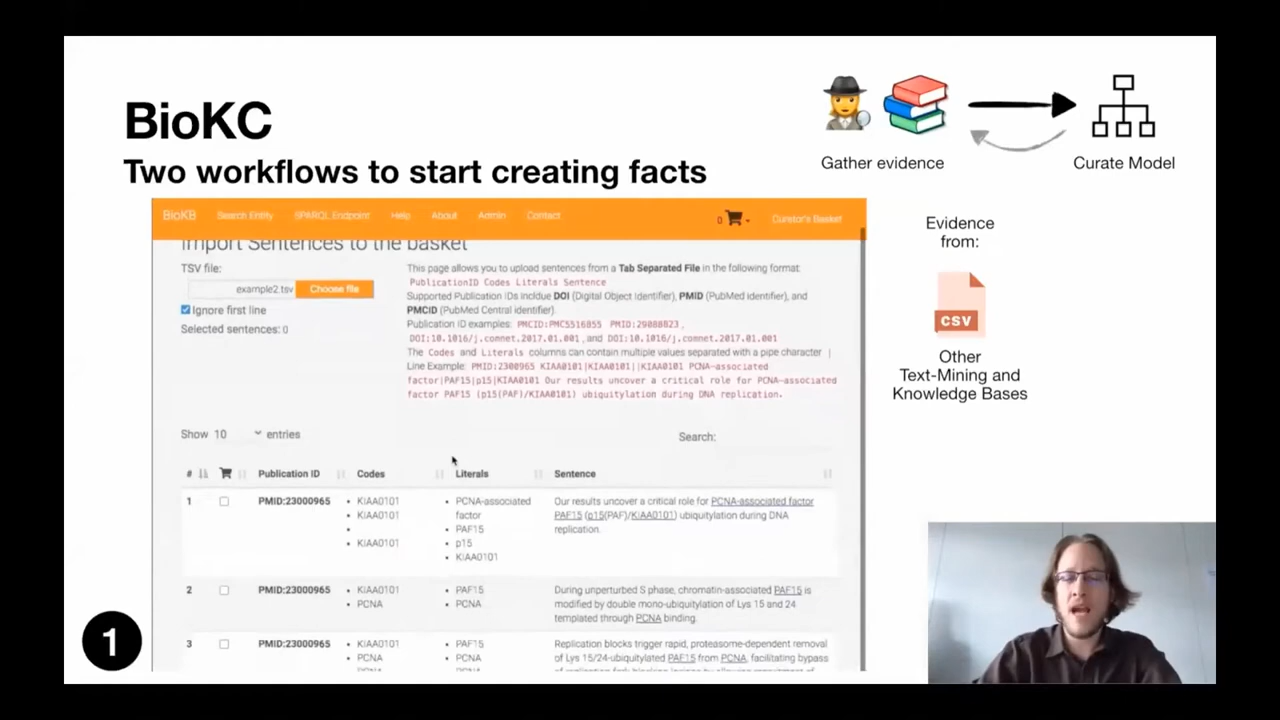 BioKC
Two workflows to start creating facts
Gather evidence
Curate Model
BioKB Search Entity SPARQL Endpoint Help About Admin Contact 0 Curator's Basket
Import Sentences to the basket
TSV file:
example2.tsv Choose file
Ignore first line
Selected sentences: 0
This page allows you to upload sentences from a Tab Separated File in the following format:
PublicationID Codes Literals Sentence
Supported Publication IDs incldue DOI (Digital Object Identifier), PMID (PubMed Identifier), and
PMCID (PubMed Central identifier).
Publication ID examples: PMCID:PMC5516855 PMID:29088823,
DOI:10.1016/j.comnet.2017.01.001, and DOI:10.1016/j.comnet.2017.01.001
The Codes and Literals columns can contain multiple values separated with a pipe character |
Line Example: PMID:2300965 KIAA0101|KIAA0101||KIAA0101 PCNA-associated
factor|PAF15|p15|KIAA0101 Our results uncover a critical role for PCNA-associated
factor PAF15 (p15(PAF)/KIAA0101) ubiquitylation during DNA replication.
Show 10 entries
Search:
# Publication ID Codes Literals Sentence
1 PMID:23000965
KIAA0101
KIAA0101
KIAA0101
PCNA-associated
factor
PAF15
p15
KIAA0101
Our results uncover a critical role for PCNA-associated factor
PAF15 (p15(PAF)/KIAA0101) ubiquitylation during DNA
replication.
2 PMID:23000965
KIAA0101
PCNA
PAF15
PCNA
During unperturbed S phase, chromatin-associated PAF15 is
modified by double mono-ubiquitylation of Lys 15 and 24
templated through PCNA binding.
3 PMID:23000965
KIAA0101
PCNA
PAF15
PCNA
Replication blocks trigger rapid, proteasome-dependent removal
of Lys 15/24-ubiquitylated PAF15 from PCNA, facilitating bypass
Evidence
from:
CSV
Other
Text-Mining and
Knowledge Bases
1